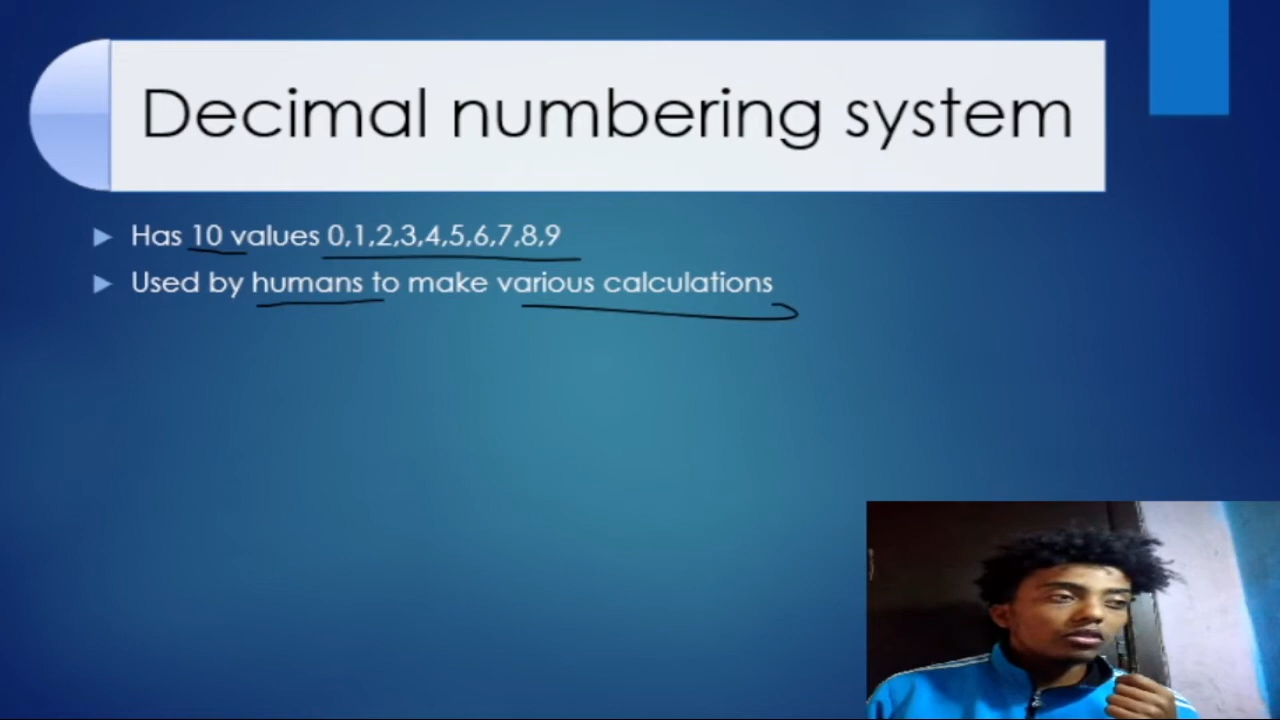 Decimal numbering system
Has 10 values 0,1,2,3,4,5,6,7,8,9
Used by humans to make various calculations